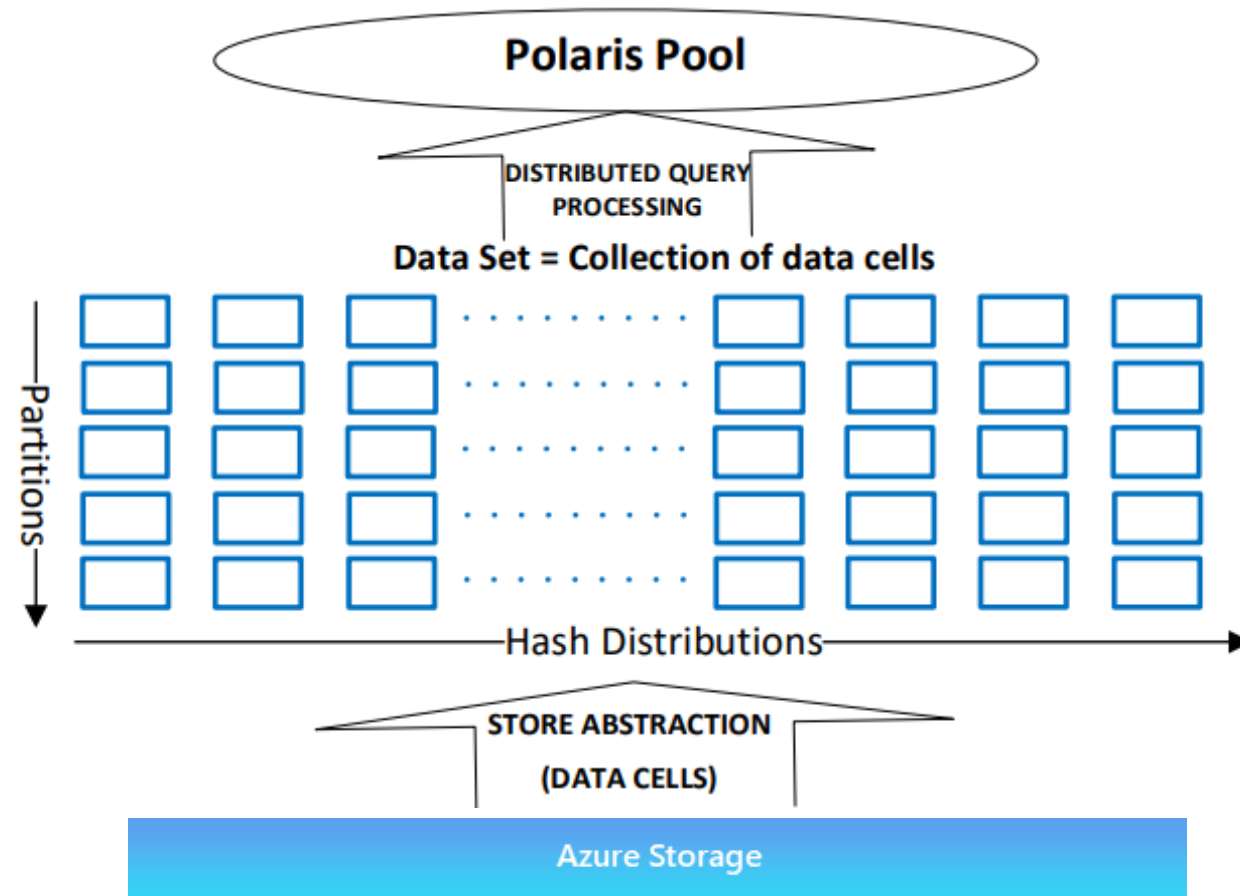 Polaris Pool
DISTRIBUTED QUERY
PROCESSING
Data Set = Collection of data cells
Partitions
Hash Distributions
STORE ABSTRACTION
(DATA CELLS)
Azure Storage